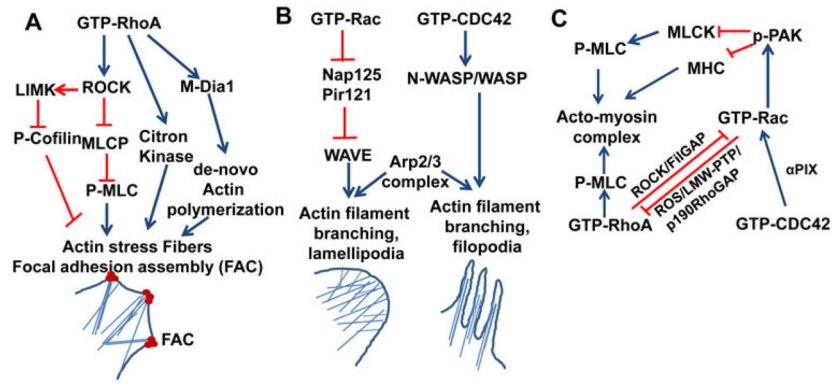 A
GTP-RhoA
LIMK
ROCK
M-Dia1
P-Cofilin
MLCP
Citron
Kinase
P-MLC
de-novo
Actin
polymerization
Actin stress Fibers
Focal adhesion assembly (FAC)
FAC
B
GTP-Rac
GTP-CDC42
Nap125
Pir121
N-WASP/WASP
WAVE
Arp2/3
complex
Actin filament
branching,
lamellipodia
Actin filament
branching,
filopodia
C
MLCK
p-PAK
P-MLC
MHC
Acto-myosin
complex
GTP-Rac
ROCK/FilGAP
ROS/LMW-PTP/
p190RhoGAP
αPIX
P-MLC
GTP-RhoA
GTP-CDC42